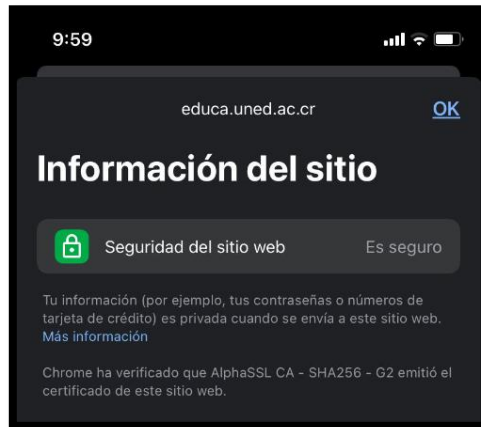 9:59
educa.uned.ac.cr
OK
Información del sitio
Seguridad del sitio web Es seguro
Tu información (por ejemplo, tus contraseñas o números de
tarjeta de crédito) es privada cuando se envía a este sitio web.
Más información
Chrome ha verificado que AlphaSSL CA - SHA256 - G2 emitió el
certificado de este sitio web.